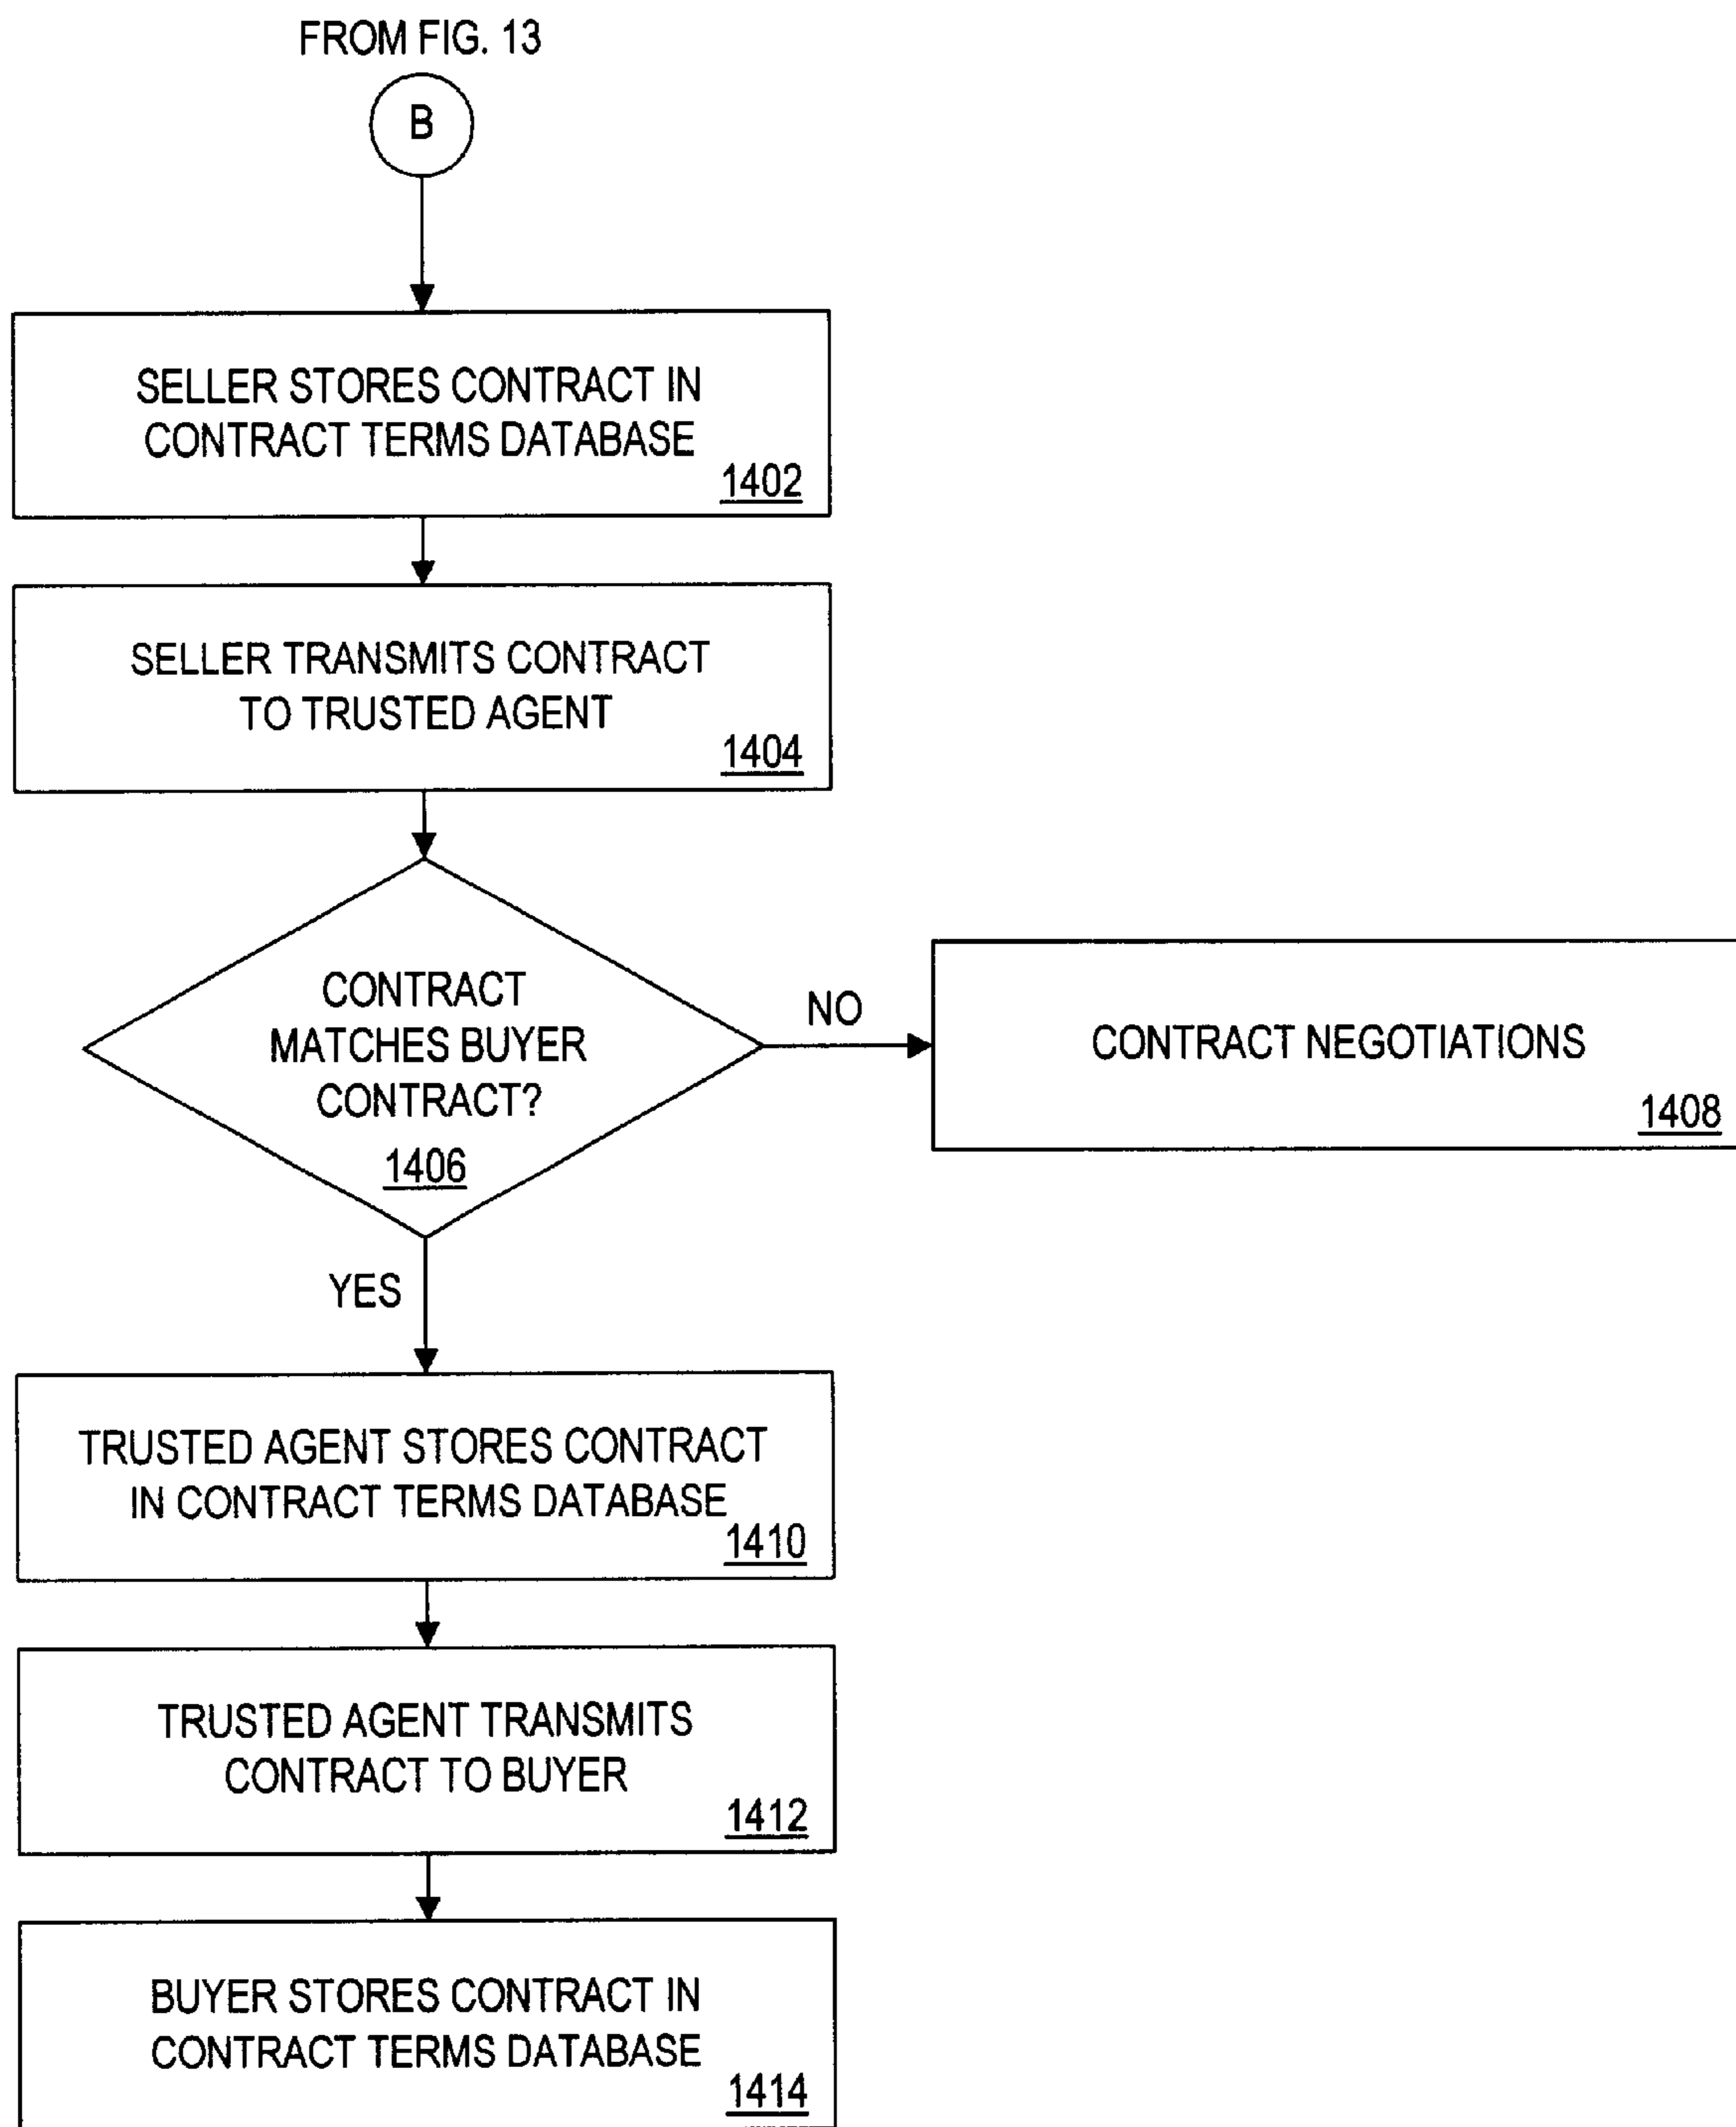 FROM FIG. 13
B
SELLER STORES CONTRACT IN
CONTRACT TERMS DATABASE
1402
SELLER TRANSMITS CONTRACT
TO TRUSTED AGENT
1404
CONTRACT
MATCHES BUYER
CONTRACT?
1406
NO
CONTRACT NEGOTIATIONS
1408
YES
TRUSTED AGENT STORES CONTRACT
IN CONTRACT TERMS DATABASE
1410
TRUSTED AGENT TRANSMITS
CONTRACT TO BUYER
1412
BUYER STORES CONTRACT IN
CONTRACT TERMS DATABASE
1414